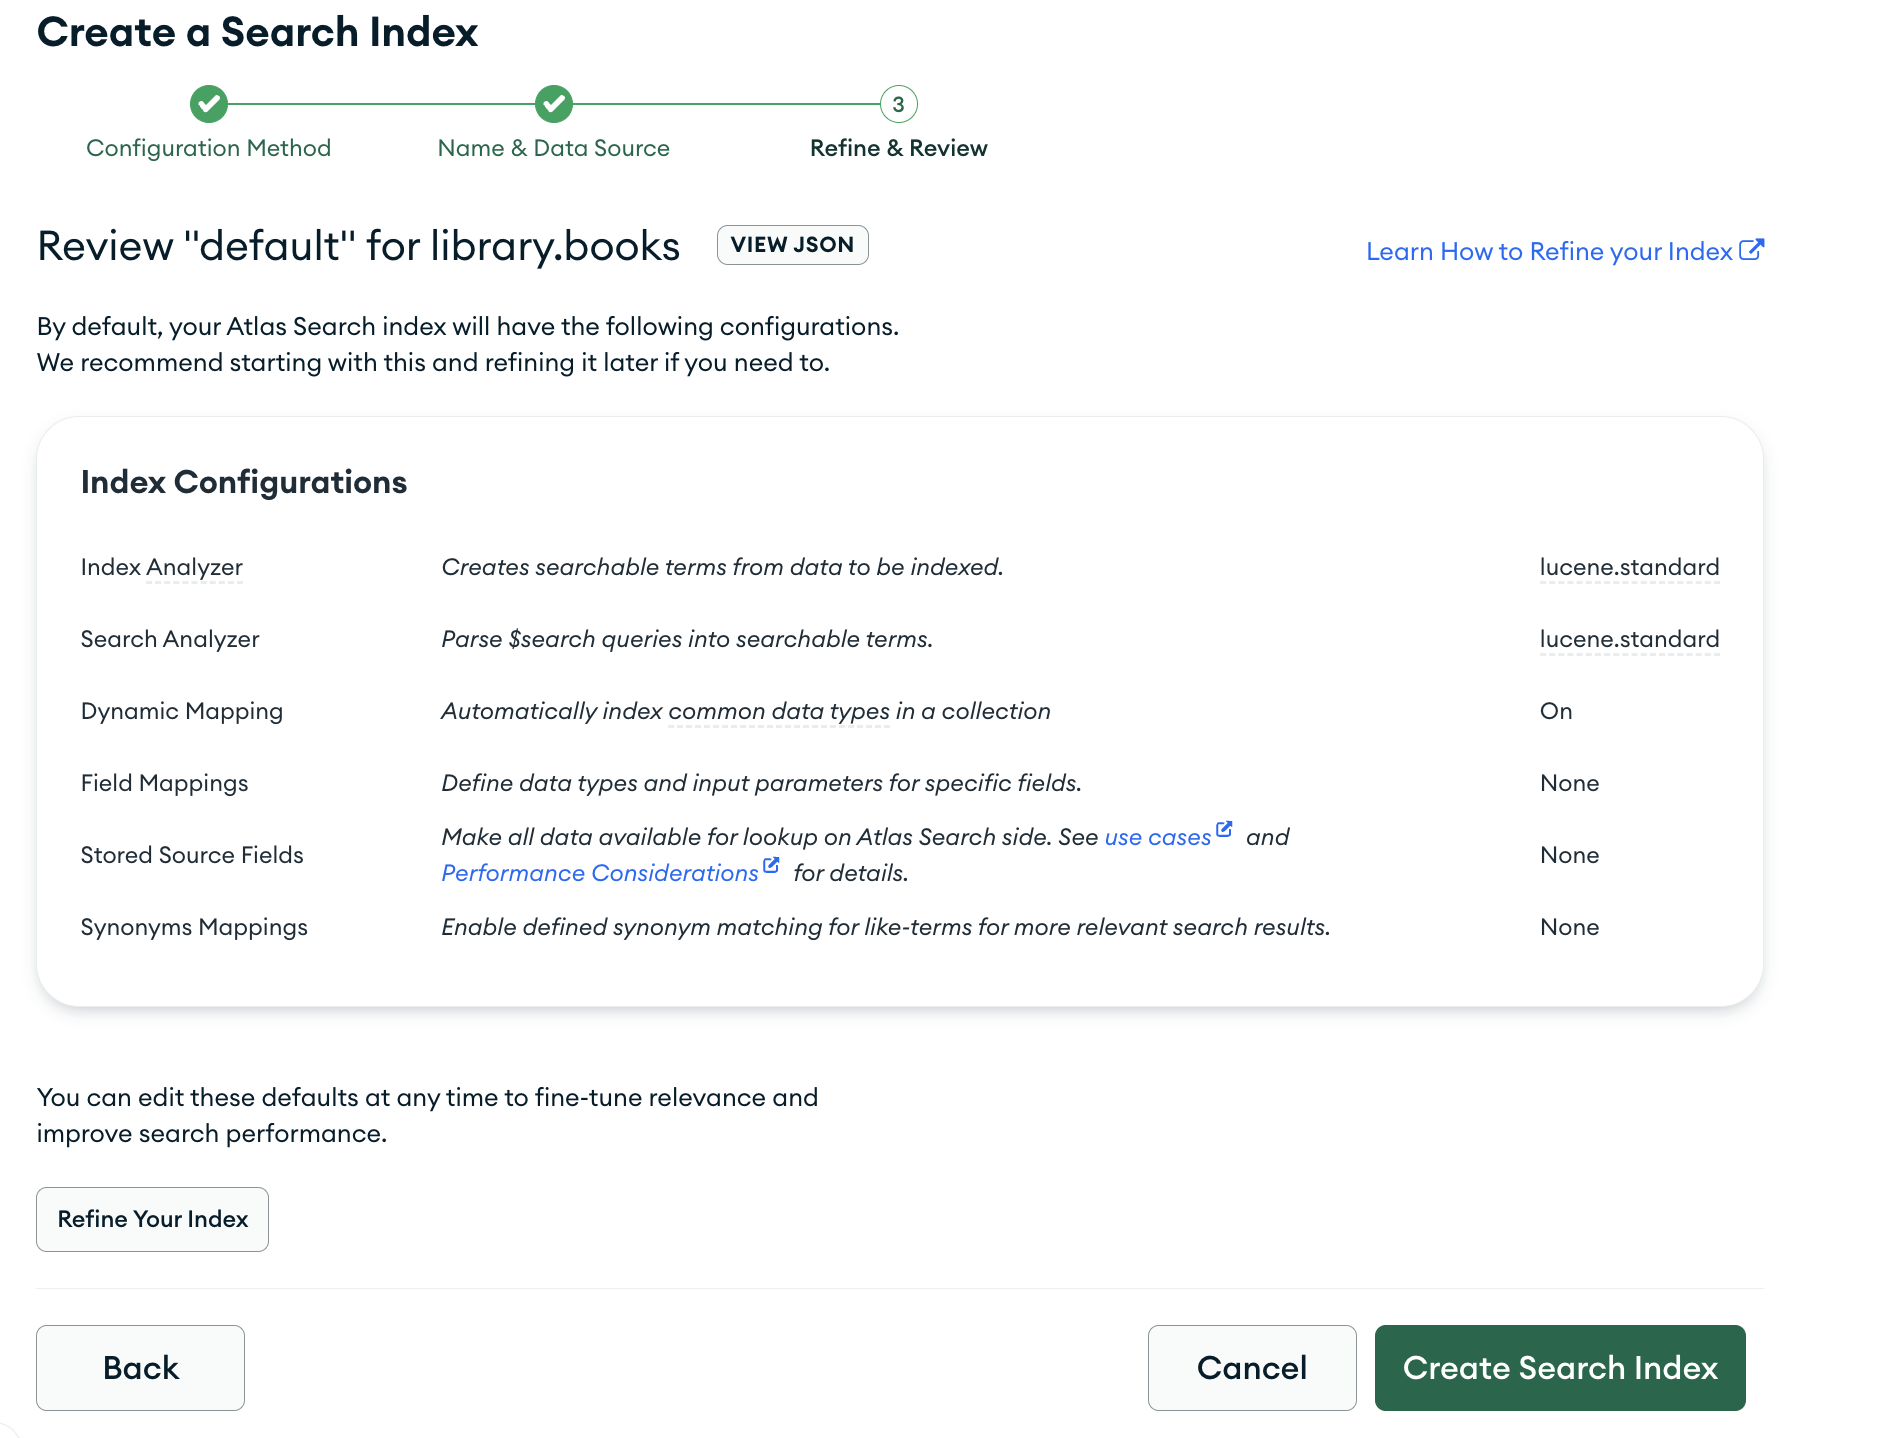 Create a Search Index
3
Configuration Method
Name & Data Source
Refine & Review
Review "default" for library.books
VIEW JSON
Learn How to Refine your Index
By default, your Atlas Search index will have the following configurations.
We recommend starting with this and refining it later if you need to.
Index Configurations
Index Analyzer
Creates searchable terms from data to be indexed.
lucene.standard
Search Analyzer
Parse $search queries into searchable terms.
lucene.standard
Dynamic Mapping
Automatically index common data types in a collection
On
Field Mappings
Define data types and input parameters for specific fields.
None
Stored Source Fields
Make all data available for lookup on Atlas Search side. See use cases and
Performance Considerations for details.
None
Synonyms Mappings
Enable defined synonym matching for like-terms for more relevant search results.
None
You can edit these defaults at any time to fine-tune relevance and
improve search performance.
Refine Your Index
Back
Cancel
Create Search Index